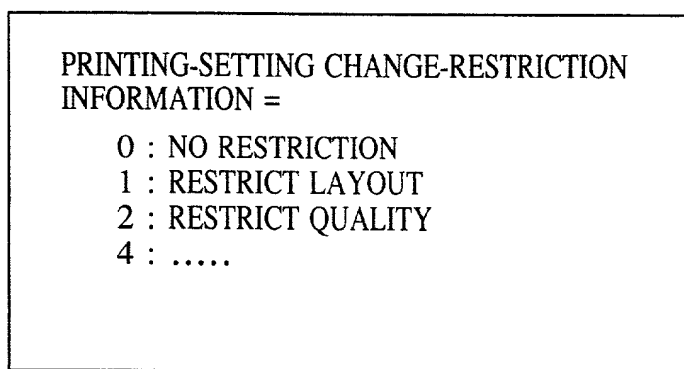 PRINTING-SETTING CHANGE-RESTRICTION
INFORMATION =
0 : NO RESTRICTION
1 : RESTRICT LAYOUT
2 : RESTRICT QUALITY
4 : .....